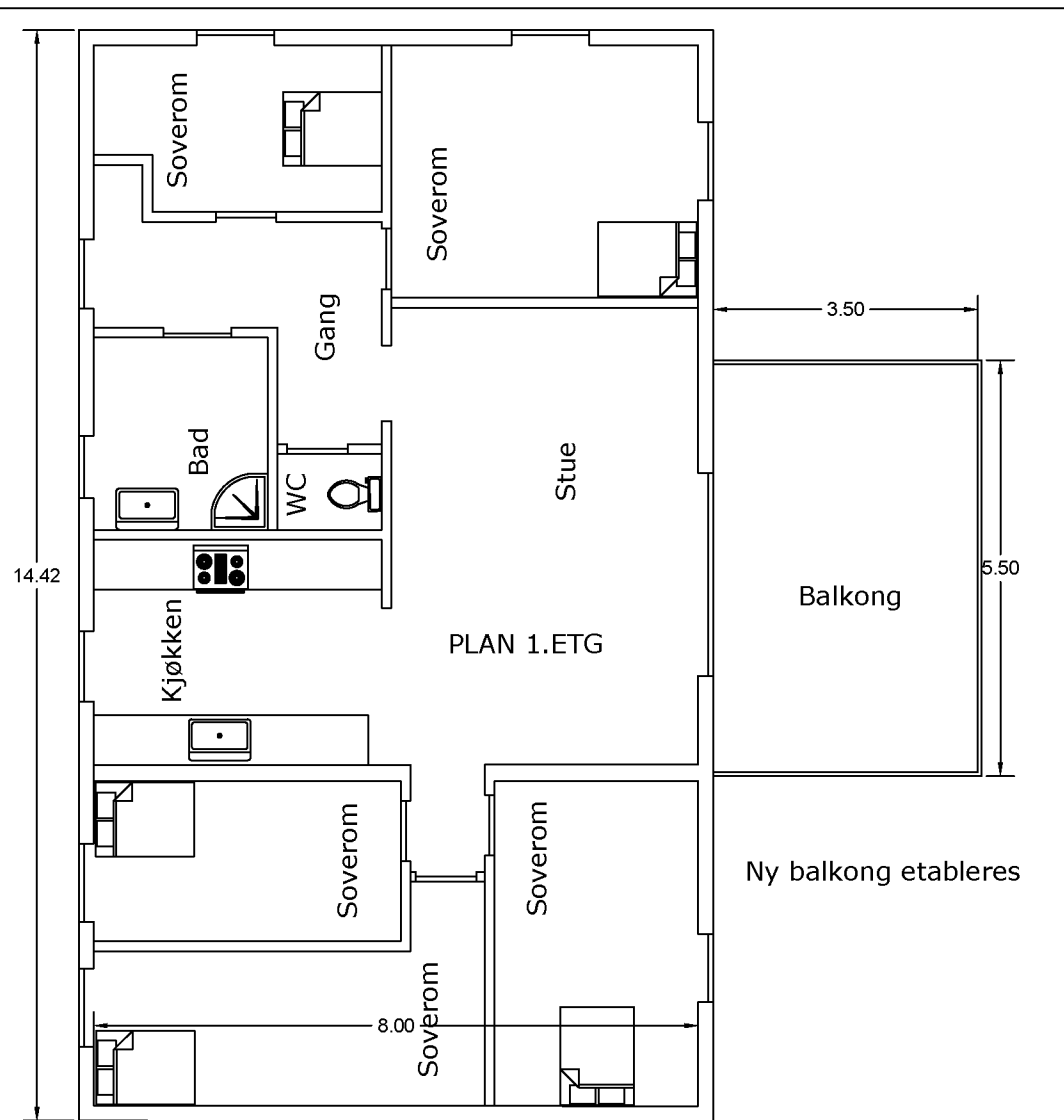 Soverom
Soverom
Gang
3.50
Bad
WC
Stue
14.42
5.50
Balkong
Kjøkken
PLAN 1.ETG
Soverom
Soverom
Ny balkong etableres
Soverom
8.00